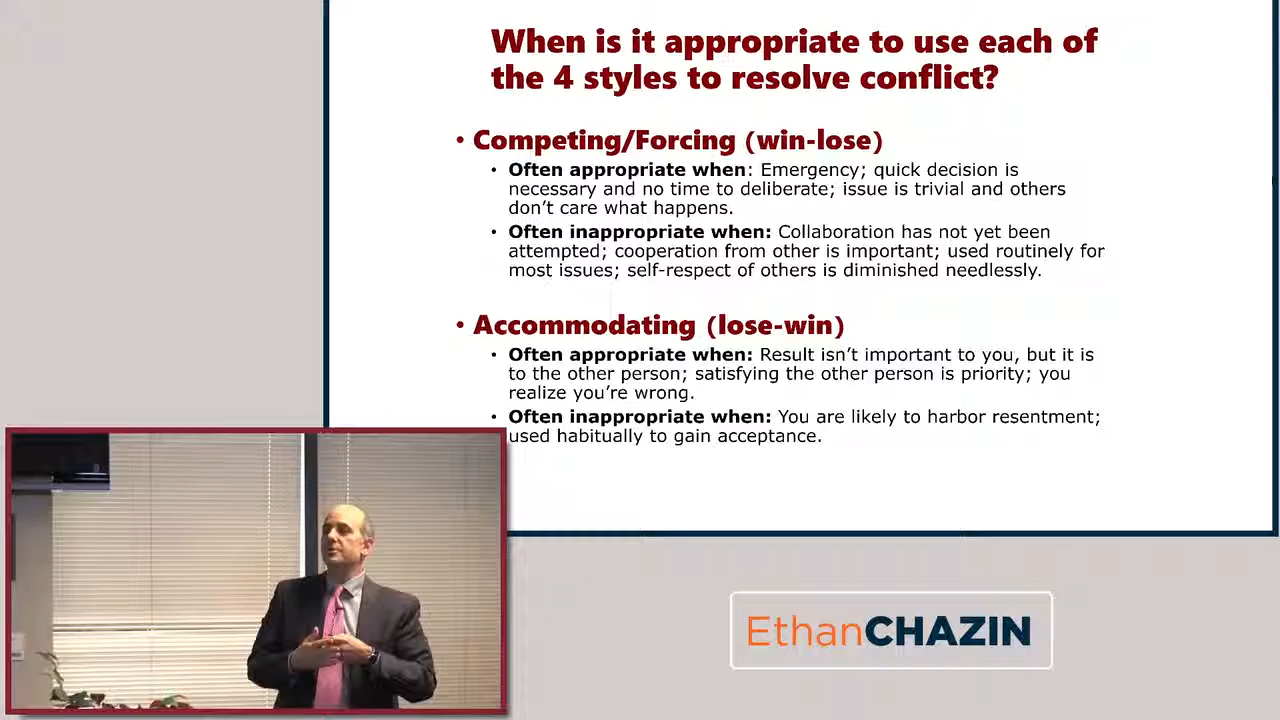 When is it appropriate to use each of
the 4 styles to resolve conflict?
• Competing/Forcing (win-lose)
• Often appropriate when: Emergency; quick decision is
necessary and no time to deliberate; issue is trivial and others
don’t care what happens.
• Often inappropriate when: Collaboration has not yet been
attempted; cooperation from other is important; used routinely for
most issues; self-respect of others is diminished needlessly.
• Accommodating (lose-win)
• Often appropriate when: Result isn’t important to you, but it is
to the other person; satisfying the other person is priority; you
realize you’re wrong.
• Often inappropriate when: You are likely to harbor resentment;
used habitually to gain acceptance.
EthanCHAZIN